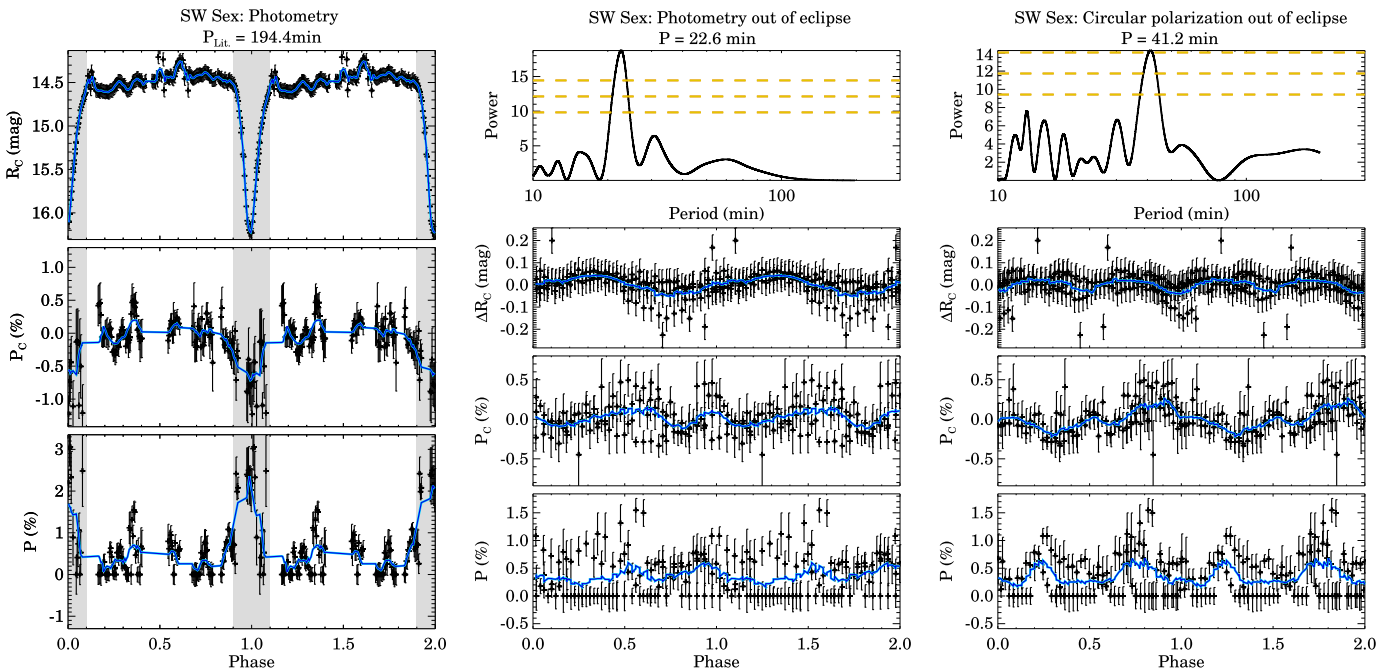 SW Sex: Photometry
P_Lit. = 194.4min
14.5
15.0
15.5
16.0
R_C (mag)
1.0
0.5
0.0
-0.5
-1.0
P_C (%)
3
2
1
0
-1
P (%)
0.0 0.5 1.0 1.5 2.0
Phase
SW Sex: Photometry out of eclipse
P = 22.6 min
15
10
5
Power
10 100
Period (min)
0.2
0.1
-0.0
-0.1
-0.2
ΔR_C (mag)
0.5
0.0
-0.5
P_C (%)
1.5
1.0
0.5
0.0
-0.5
P (%)
0.0 0.5 1.0 1.5 2.0
Phase
SW Sex: Circular polarization out of eclipse
P = 41.2 min
14
12
10
8
6
4
2
Power
10 100
Period (min)
0.2
0.1
-0.0
-0.1
-0.2
ΔR_C (mag)
0.5
0.0
-0.5
P_C (%)
1.5
1.0
0.5
0.0
-0.5
P (%)
0.0 0.5 1.0 1.5 2.0
Phase